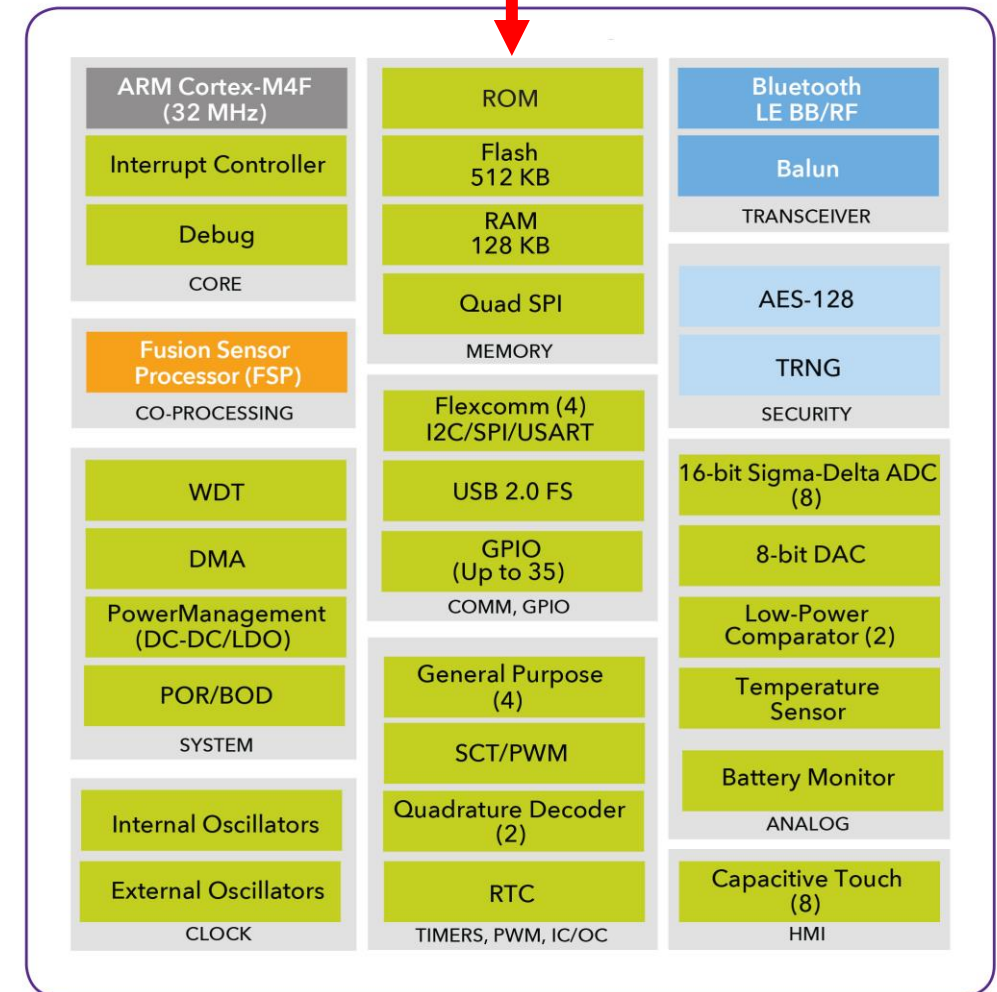 ARM Cortex-M4F
(32 MHz)
Interrupt Controller
Debug
CORE
Fusion Sensor
Processor (FSP)
CO-PROCESSING
WDT
DMA
PowerManagement
(DC-DC/LDO)
POR/BOD
SYSTEM
Internal Oscillators
External Oscillators
CLOCK
ROM
Flash
512 KB
RAM
128 KB
Quad SPI
MEMORY
Flexcomm (4)
I2C/SPI/USART
USB 2.0 FS
GPIO
(Up to 35)
COMM, GPIO
General Purpose
(4)
SCT/PWM
Quadrature Decoder
(2)
RTC
TIMERS, PWM, IC/OC
Bluetooth
LE BB/RF
Balun
TRANSCEIVER
AES-128
TRNG
SECURITY
16-bit Sigma-Delta ADC
(8)
8-bit DAC
Low-Power
Comparator (2)
Temperature
Sensor
Battery Monitor
ANALOG
Capacitive Touch
(8)
HMI